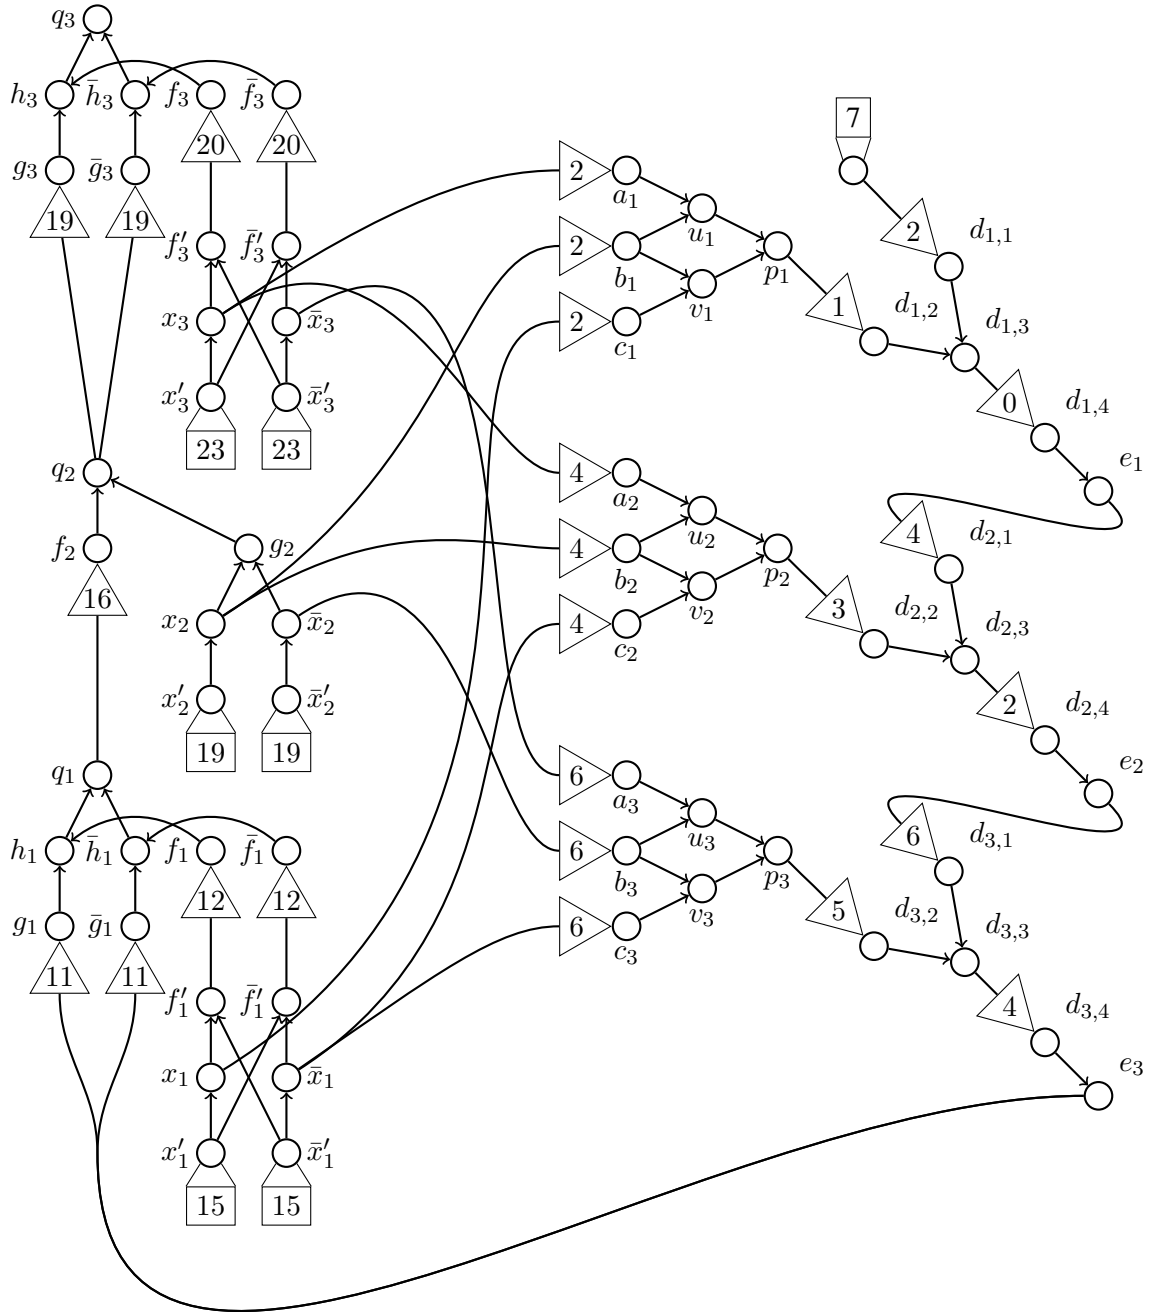 q₃
h₃ h̄₃ f₃ f̄₃
20 20
g₃ ḡ₃
19 19
f′₃ f̄′₃
x₃ x̄₃
x′₃ x̄′₃
23 23
q₂
f₂ g₂
16
x₂ x̄₂
x′₂ x̄′₂
19 19
q₁
h₁ h̄₁ f₁ f̄₁
12 12
g₁ ḡ₁
11 11
f′₁ f̄′₁
x₁ x̄₁
x′₁ x̄′₁
15 15
2 a₁
u₁
2 b₁ p₁
v₁
2 c₁
4 a₂
u₂
4 b₂ p₂
v₂
4 c₂
6 a₃
u₃
6 b₃ p₃
v₃
6 c₃
7
2 d₁,₁
1 d₁,₂ d₁,₃
0 d₁,₄
e₁
4 d₂,₁
3 d₂,₂ d₂,₃
2 d₂,₄
e₂
6 d₃,₁
5 d₃,₂ d₃,₃
4 d₃,₄
e₃